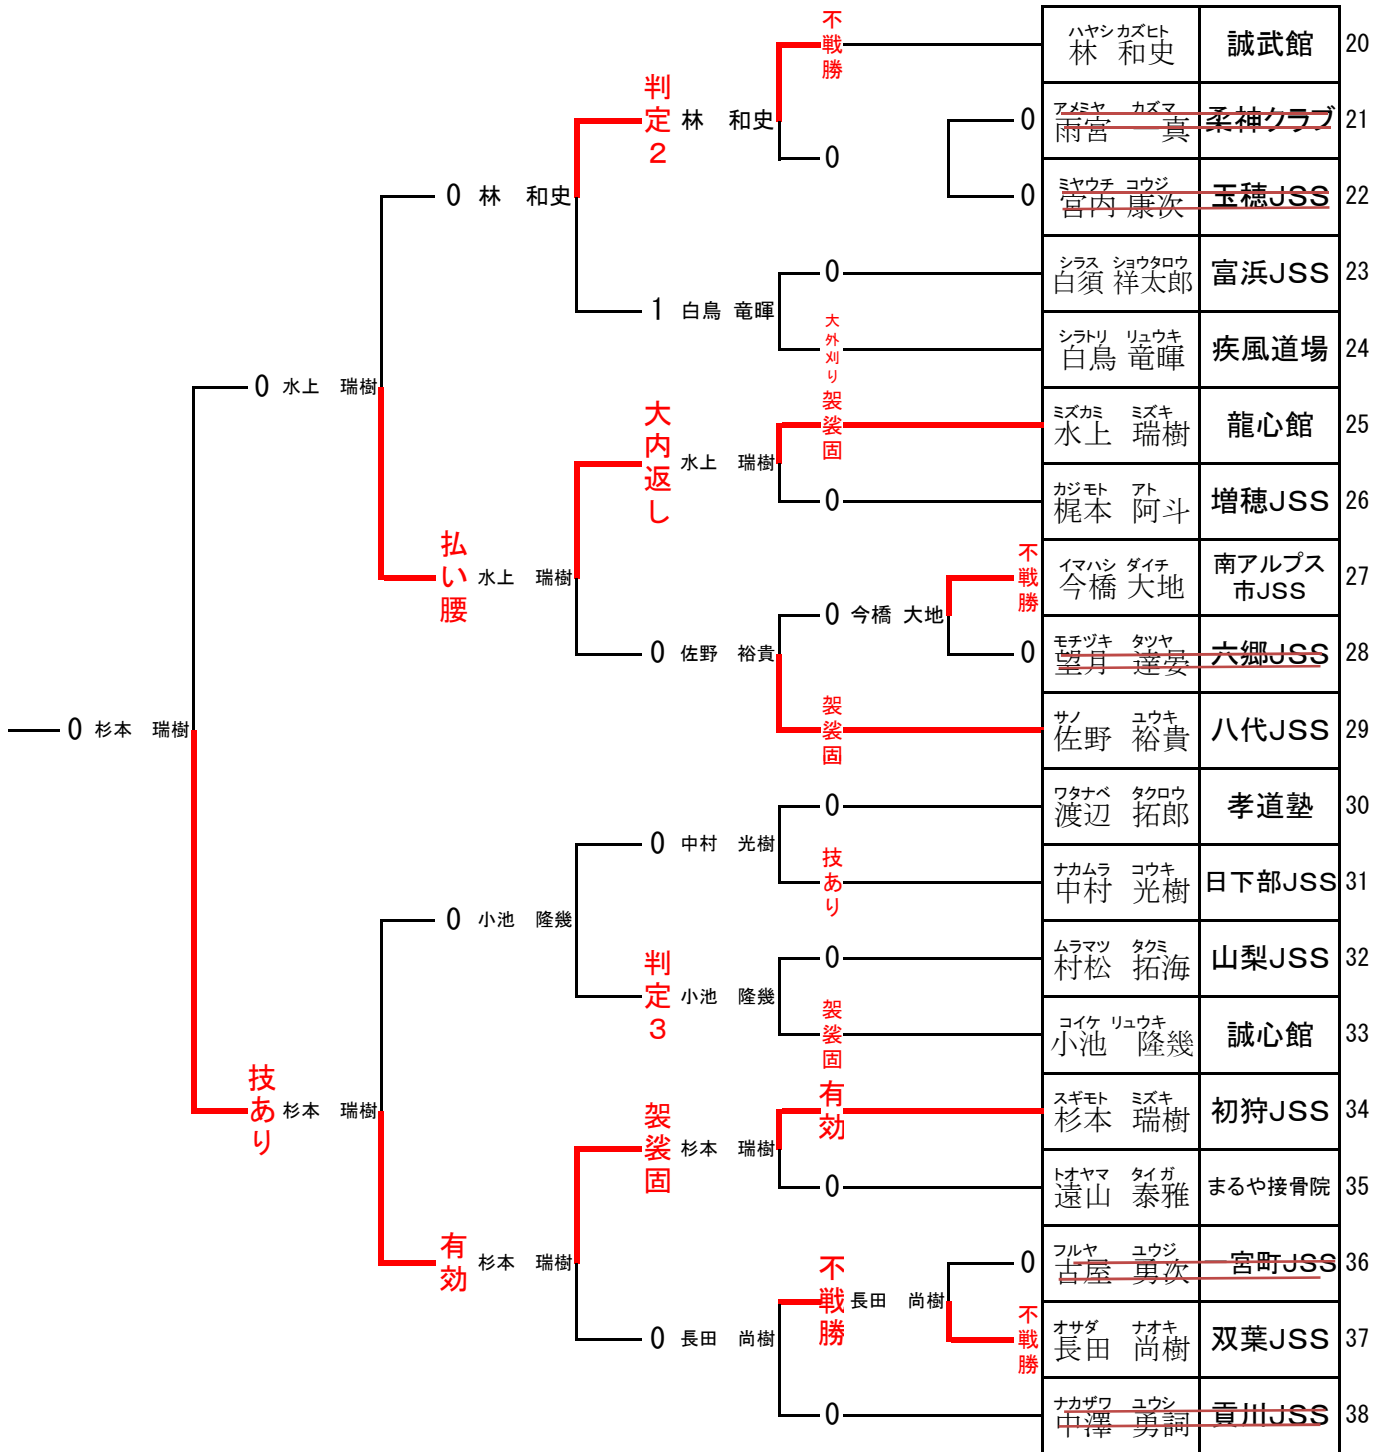 ハヤシ カズヒト
林 和史 誠武館 20
アメミヤ カズマ
雨宮 真 柔神クラブ 21
ミヤウチ コウジ
宮内 康次 玉穂JSS 22
シラス ショウタロウ
白須 祥太郎 富浜JSS 23
シラトリ リュウキ
白鳥 竜暉 疾風道場 24
ミズカミ ミズキ
水上 瑞樹 龍心館 25
カジモト アト
梶本 阿斗 増穂JSS 26
イマハシ ダイチ
今橋 大地 南アルプス
市JSS 27
モチヅキ タツヤ
望月 達晏 六郷JSS 28
サノ ユウキ
佐野 裕貴 八代JSS 29
ワタナベ タクロウ
渡辺 拓郎 孝道塾 30
ナカムラ コウキ
中村 光樹 日下部JSS 31
ムラマツ タクミ
村松 拓海 山梨JSS 32
コイケ リュウキ
小池 隆幾 誠心館 33
スギモト ミズキ
杉本 瑞樹 初狩JSS 34
トオヤマ タイガ
遠山 泰雅 まるや接骨院 35
フルヤ ユウジ
古屋 勇次 一宮町JSS 36
オサダ ナオキ
長田 尚樹 双葉JSS 37
ナカザワ ユウシ
中澤 勇詞 貢川JSS 38
0
0
不戦勝
0 今橋 大地
0
0
長田 尚樹
不戦勝
不戦勝
0
0
大外刈り
袈裟固
0
袈裟固
0
技あり
0
袈裟固
有効
0
不戦勝
0
判定2 林 和史
1 白鳥 竜暉
大内返し 水上 瑞樹
0 佐野 裕貴
0 中村 光樹
判定3 小池 隆幾
袈裟固 杉本 瑞樹
0 長田 尚樹
0 林 和史
払い腰 水上 瑞樹
0 小池 隆幾
有効 杉本 瑞樹
0 水上 瑞樹
技あり 杉本 瑞樹
0 杉本 瑞樹